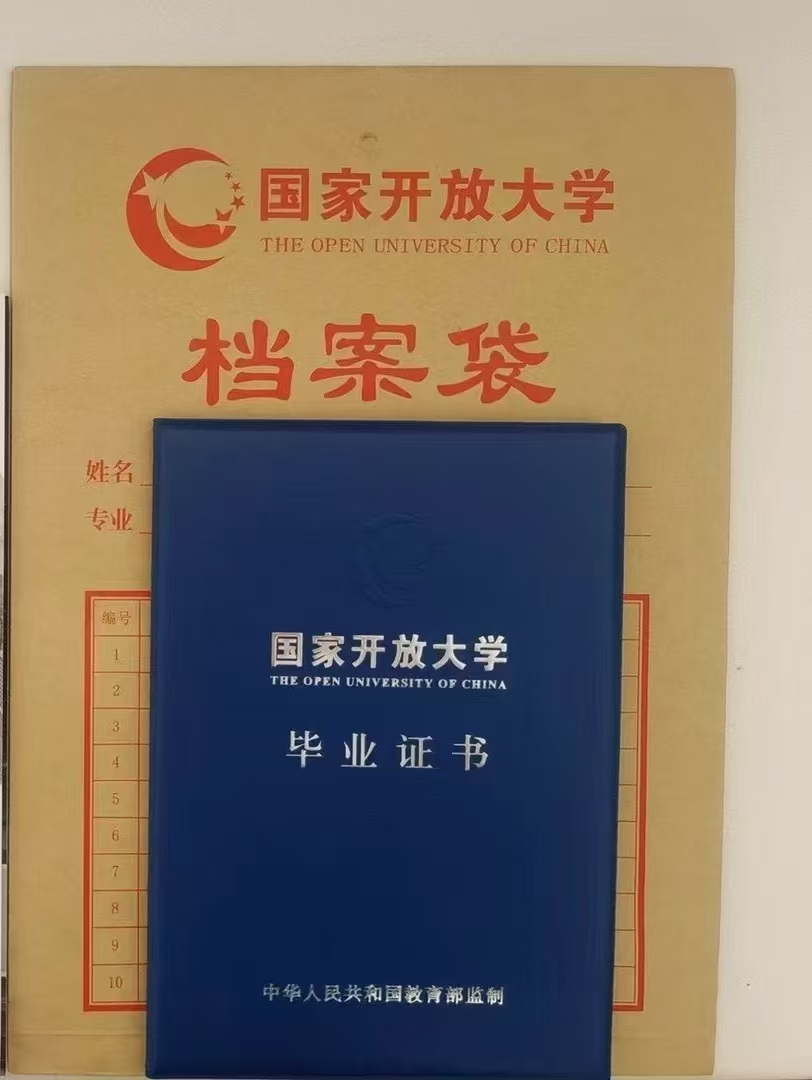 国家开放大学
THE OPEN UNIVERSITY OF CHINA
档案袋
姓名
专业
编号
1
2
3
4
5
6
7
8
9
10
国家开放大学
THE OPEN UNIVERSITY OF CHINA
毕业证书
中华人民共和国教育部监制